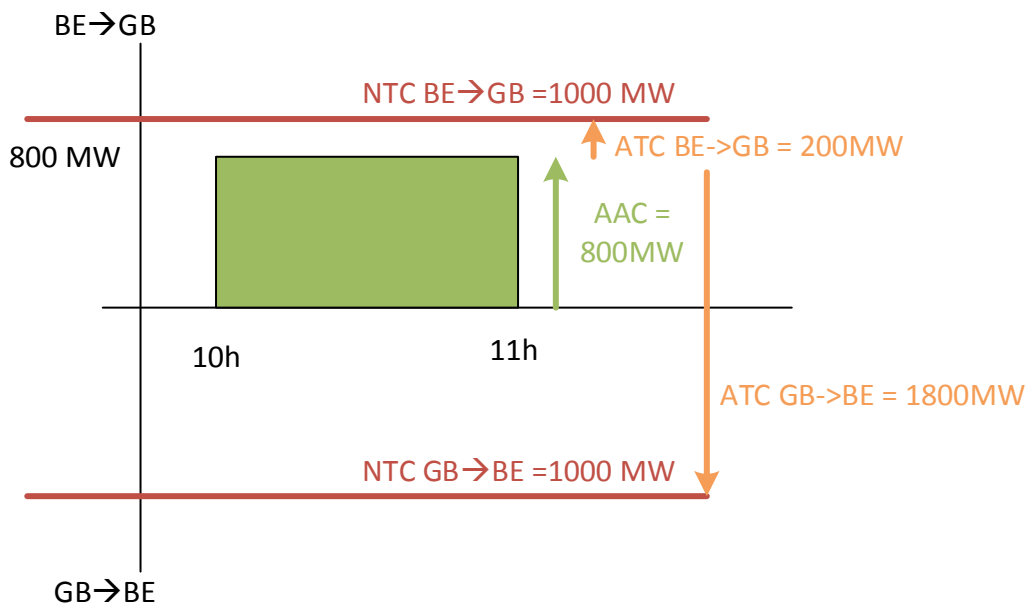 BE→GB
NTC BE→GB =1000 MW
800 MW
ATC BE->GB = 200MW
AAC =
800MW
10h
11h
ATC GB->BE = 1800MW
NTC GB→BE =1000 MW
GB→BE